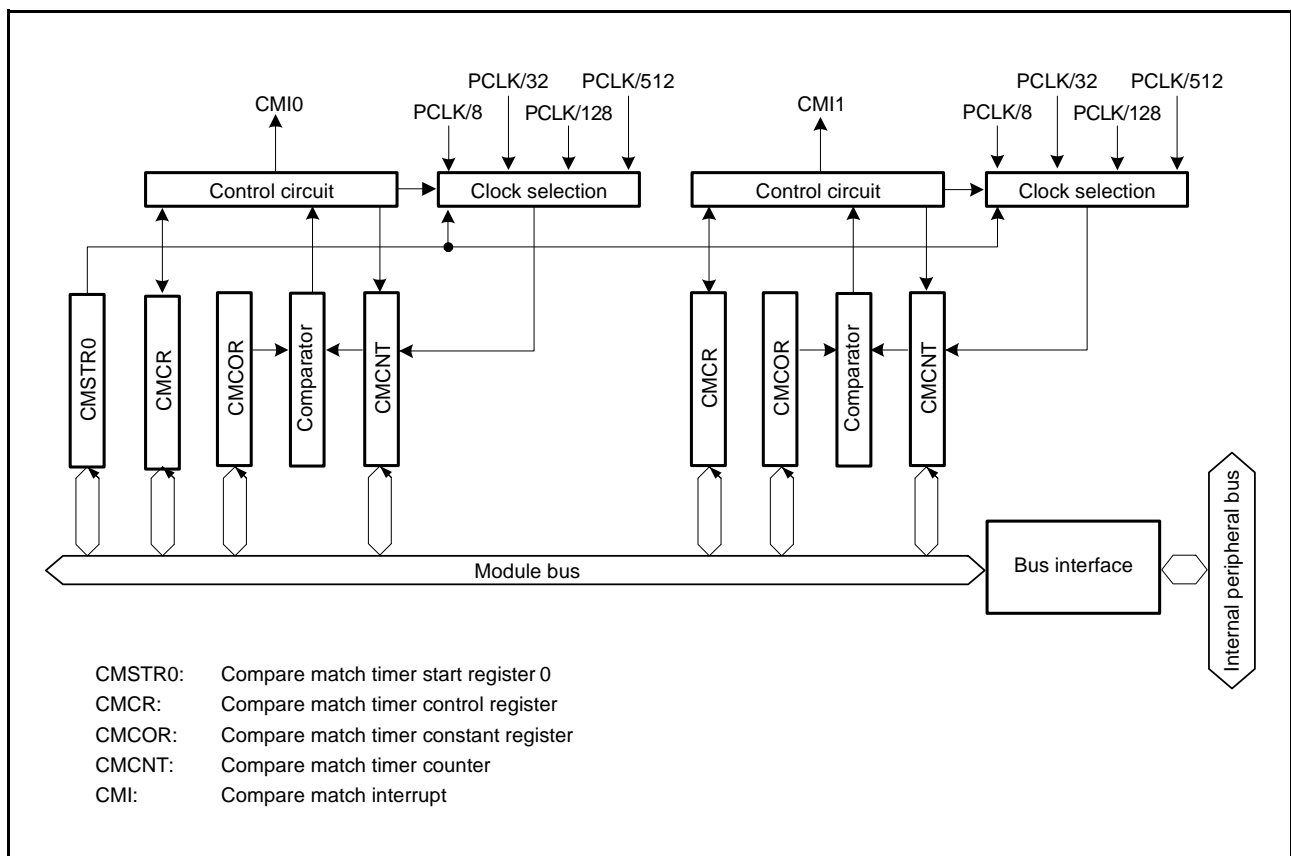 PCLK/32 PCLK/512
CMI0 PCLK/8 PCLK/128
PCLK/32 PCLK/512
CMI1 PCLK/8 PCLK/128
Control circuit Clock selection
Control circuit Clock selection
CMSTR0
CMCR
CMCOR
Comparator
CMCNT
CMCR
CMCOR
Comparator
CMCNT
Module bus
Bus interface
Internal peripheral bus
CMSTR0: Compare match timer start register 0
CMCR: Compare match timer control register
CMCOR: Compare match timer constant register
CMCNT: Compare match timer counter
CMI: Compare match interrupt